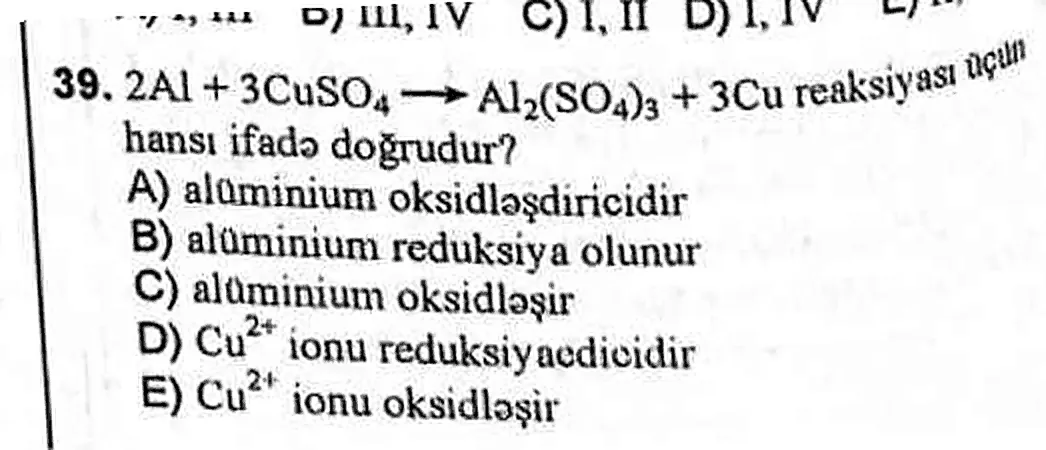 B) III, IV C) I, II D) I, IV
39. 2Al + 3CuSO₄ → Al₂(SO₄)₃ + 3Cu reaksiyası üçün
hansı ifadə doğrudur?
A) alüminium oksidləşdiricidir
B) alüminium reduksiya olunur
C) alüminium oksidləşir
D) Cu²⁺ ionu reduksiyaedicidir
E) Cu²⁺ ionu oksidləşir